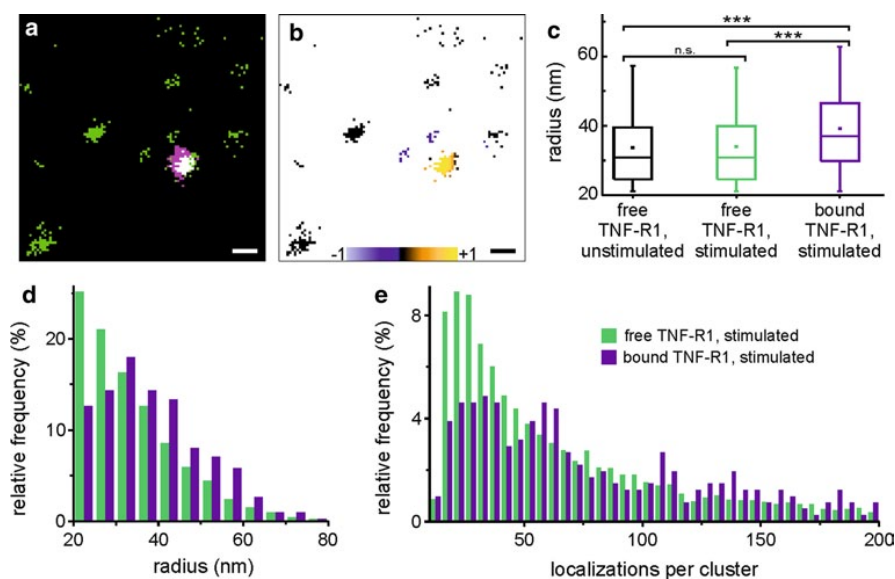 a
b
-1
+1
c
***
***
n.s.
radius (nm)
60
40
20
free
TNF-R1,
unstimulated
free
TNF-R1,
stimulated
bound
TNF-R1,
stimulated
d
relative frequency (%)
20
10
0
20
40
60
80
radius (nm)
e
relative frequency (%)
8
4
0
free TNF-R1, stimulated
bound TNF-R1, stimulated
50
100
150
200
localizations per cluster